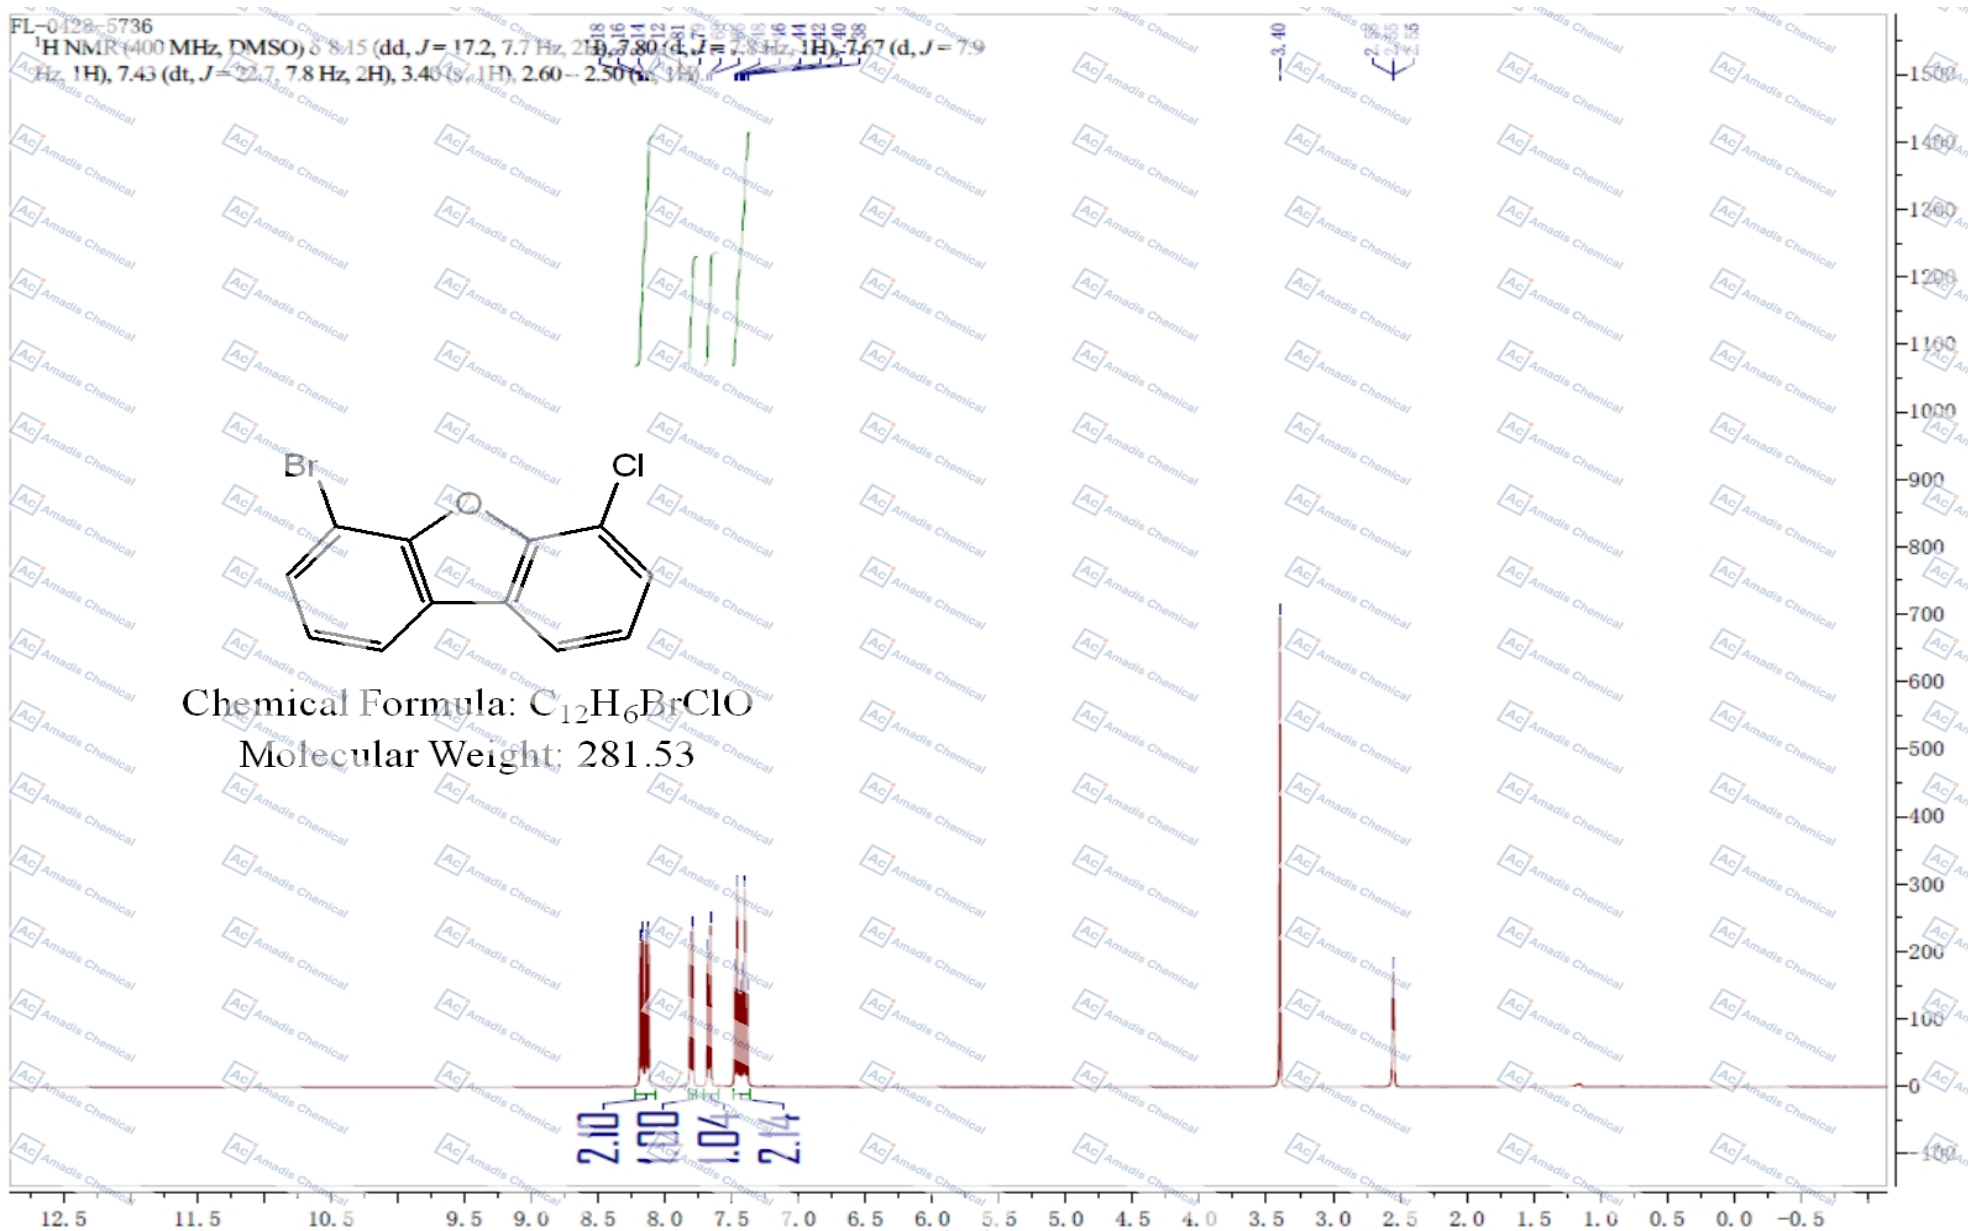 FL-0428-5736
¹H NMR (400 MHz, DMSO) δ 8.15 (dd, J = 17.2, 7.7 Hz, 2H), 7.80 (d, J = 7.8 Hz, 1H), 7.67 (d, J = 7.9
Hz, 1H), 7.43 (dt, J = 22.7, 7.8 Hz, 2H), 3.40 (s, 1H), 2.60 – 2.50 (m, 1H).
3.40
2.55
1500
1400
1300
1200
1100
1000
900
800
700
600
500
400
300
200
100
0
-100
Br
O
Cl
Chemical Formula: C₁₂H₆BrClO
Molecular Weight: 281.53
2.10
1.00
1.04
2.14
12.5 11.5 10.5 9.5 9.0 8.5 8.0 7.5 7.0 6.5 6.0 5.5 5.0 4.5 4.0 3.5 3.0 2.5 2.0 1.5 1.0 0.5 0.0 -0.5
Ac Amadis Chemical